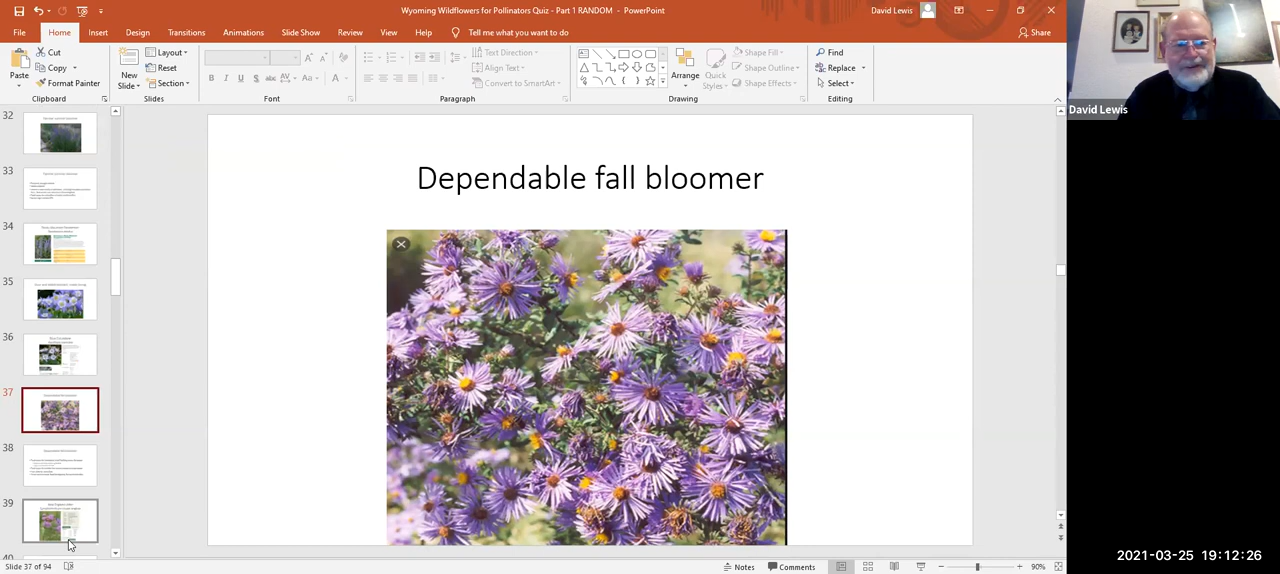 Wyoming Wildflowers for Pollinators Quiz - Part 1 RANDOM - PowerPoint
David Lewis
File Home Insert Design Transitions Animations Slide Show Review View Help Tell me what you want to do
Share
Paste
Cut
Copy
Format Painter
Clipboard
New Slide
Layout
Reset
Section
Slides
Font
Text Direction
Align Text
Convert to SmartArt
Paragraph
Arrange
Quick Styles
Shape Fill
Shape Outline
Shape Effects
Drawing
Find
Replace
Select
Editing
David Lewis
32
33
34
35
36
37
38
39
Dependable fall bloomer
Slide 37 of 94
Notes
Comments
90%
2021-03-25 19:12:26